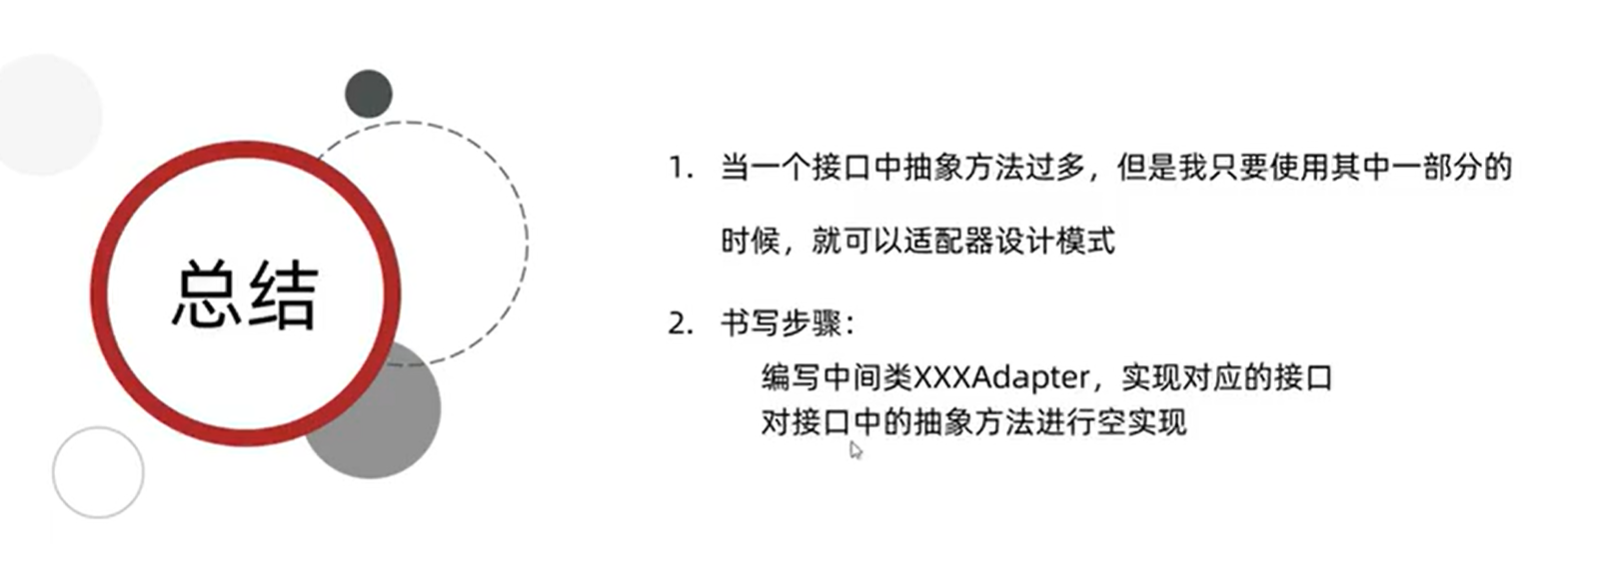 总结
1. 当一个接口中抽象方法过多，但是我只要使用其中一部分的
时候，就可以适配器设计模式
2. 书写步骤：
编写中间类XXXAdapter，实现对应的接口
对接口中的抽象方法进行空实现